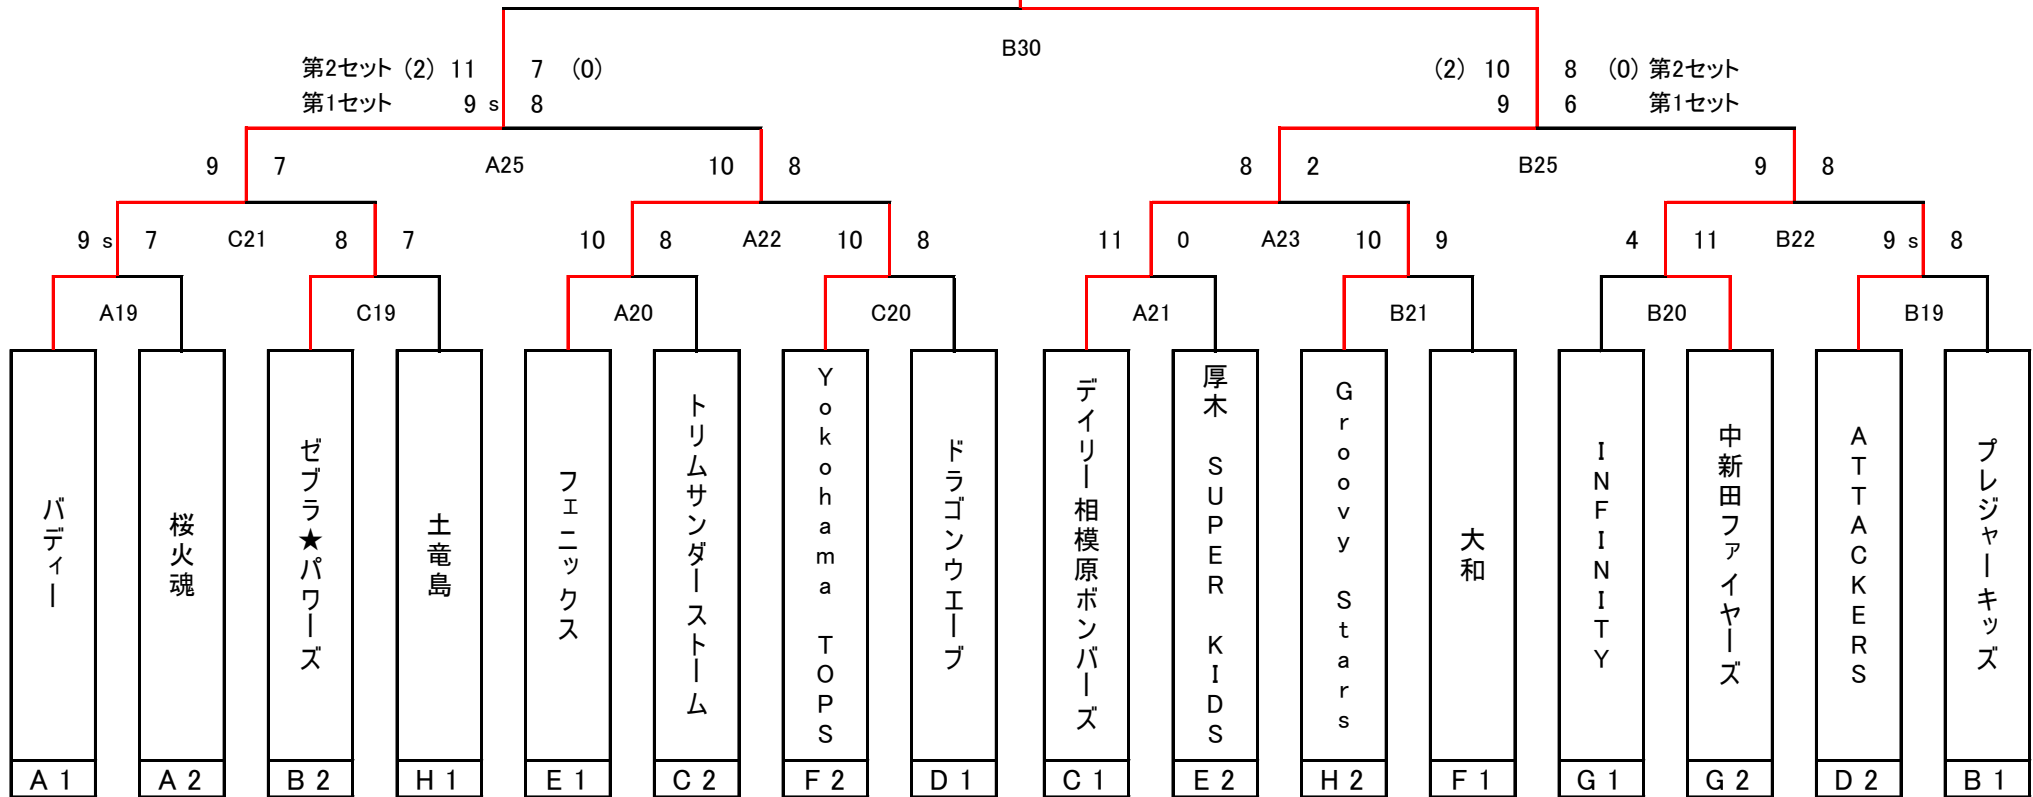 B30
第2セット (2) 11 7 (0) (2) 10 8 (0) 第2セット
第1セット 9 s 8 9 6 第1セット
9 7 A25 10 8 8 2 B25 9 8
9 s 7 C21 8 7 10 8 A22 10 8 11 0 A23 10 9 4 11 B22 9 s 8
A19 C19 A20 C20 A21 B21 B20 B19
バディー
桜火魂
ゼブラ★パワーズ
土竜島
フェニックス
トリムサンダーストーム
Yokohama TOPS
ドラゴンウエーブ
デイリー相模原ボンバーズ
厚木 SUPER KIDS
Groovy Stars
大和
INFINITY
中新田ファイヤーズ
ATTACKERS
プレジャーキッズ
A 1 A 2 B 2 H 1 E 1 C 2 F 2 D 1 C 1 E 2 H 2 F 1 G 1 G 2 D 2 B 1